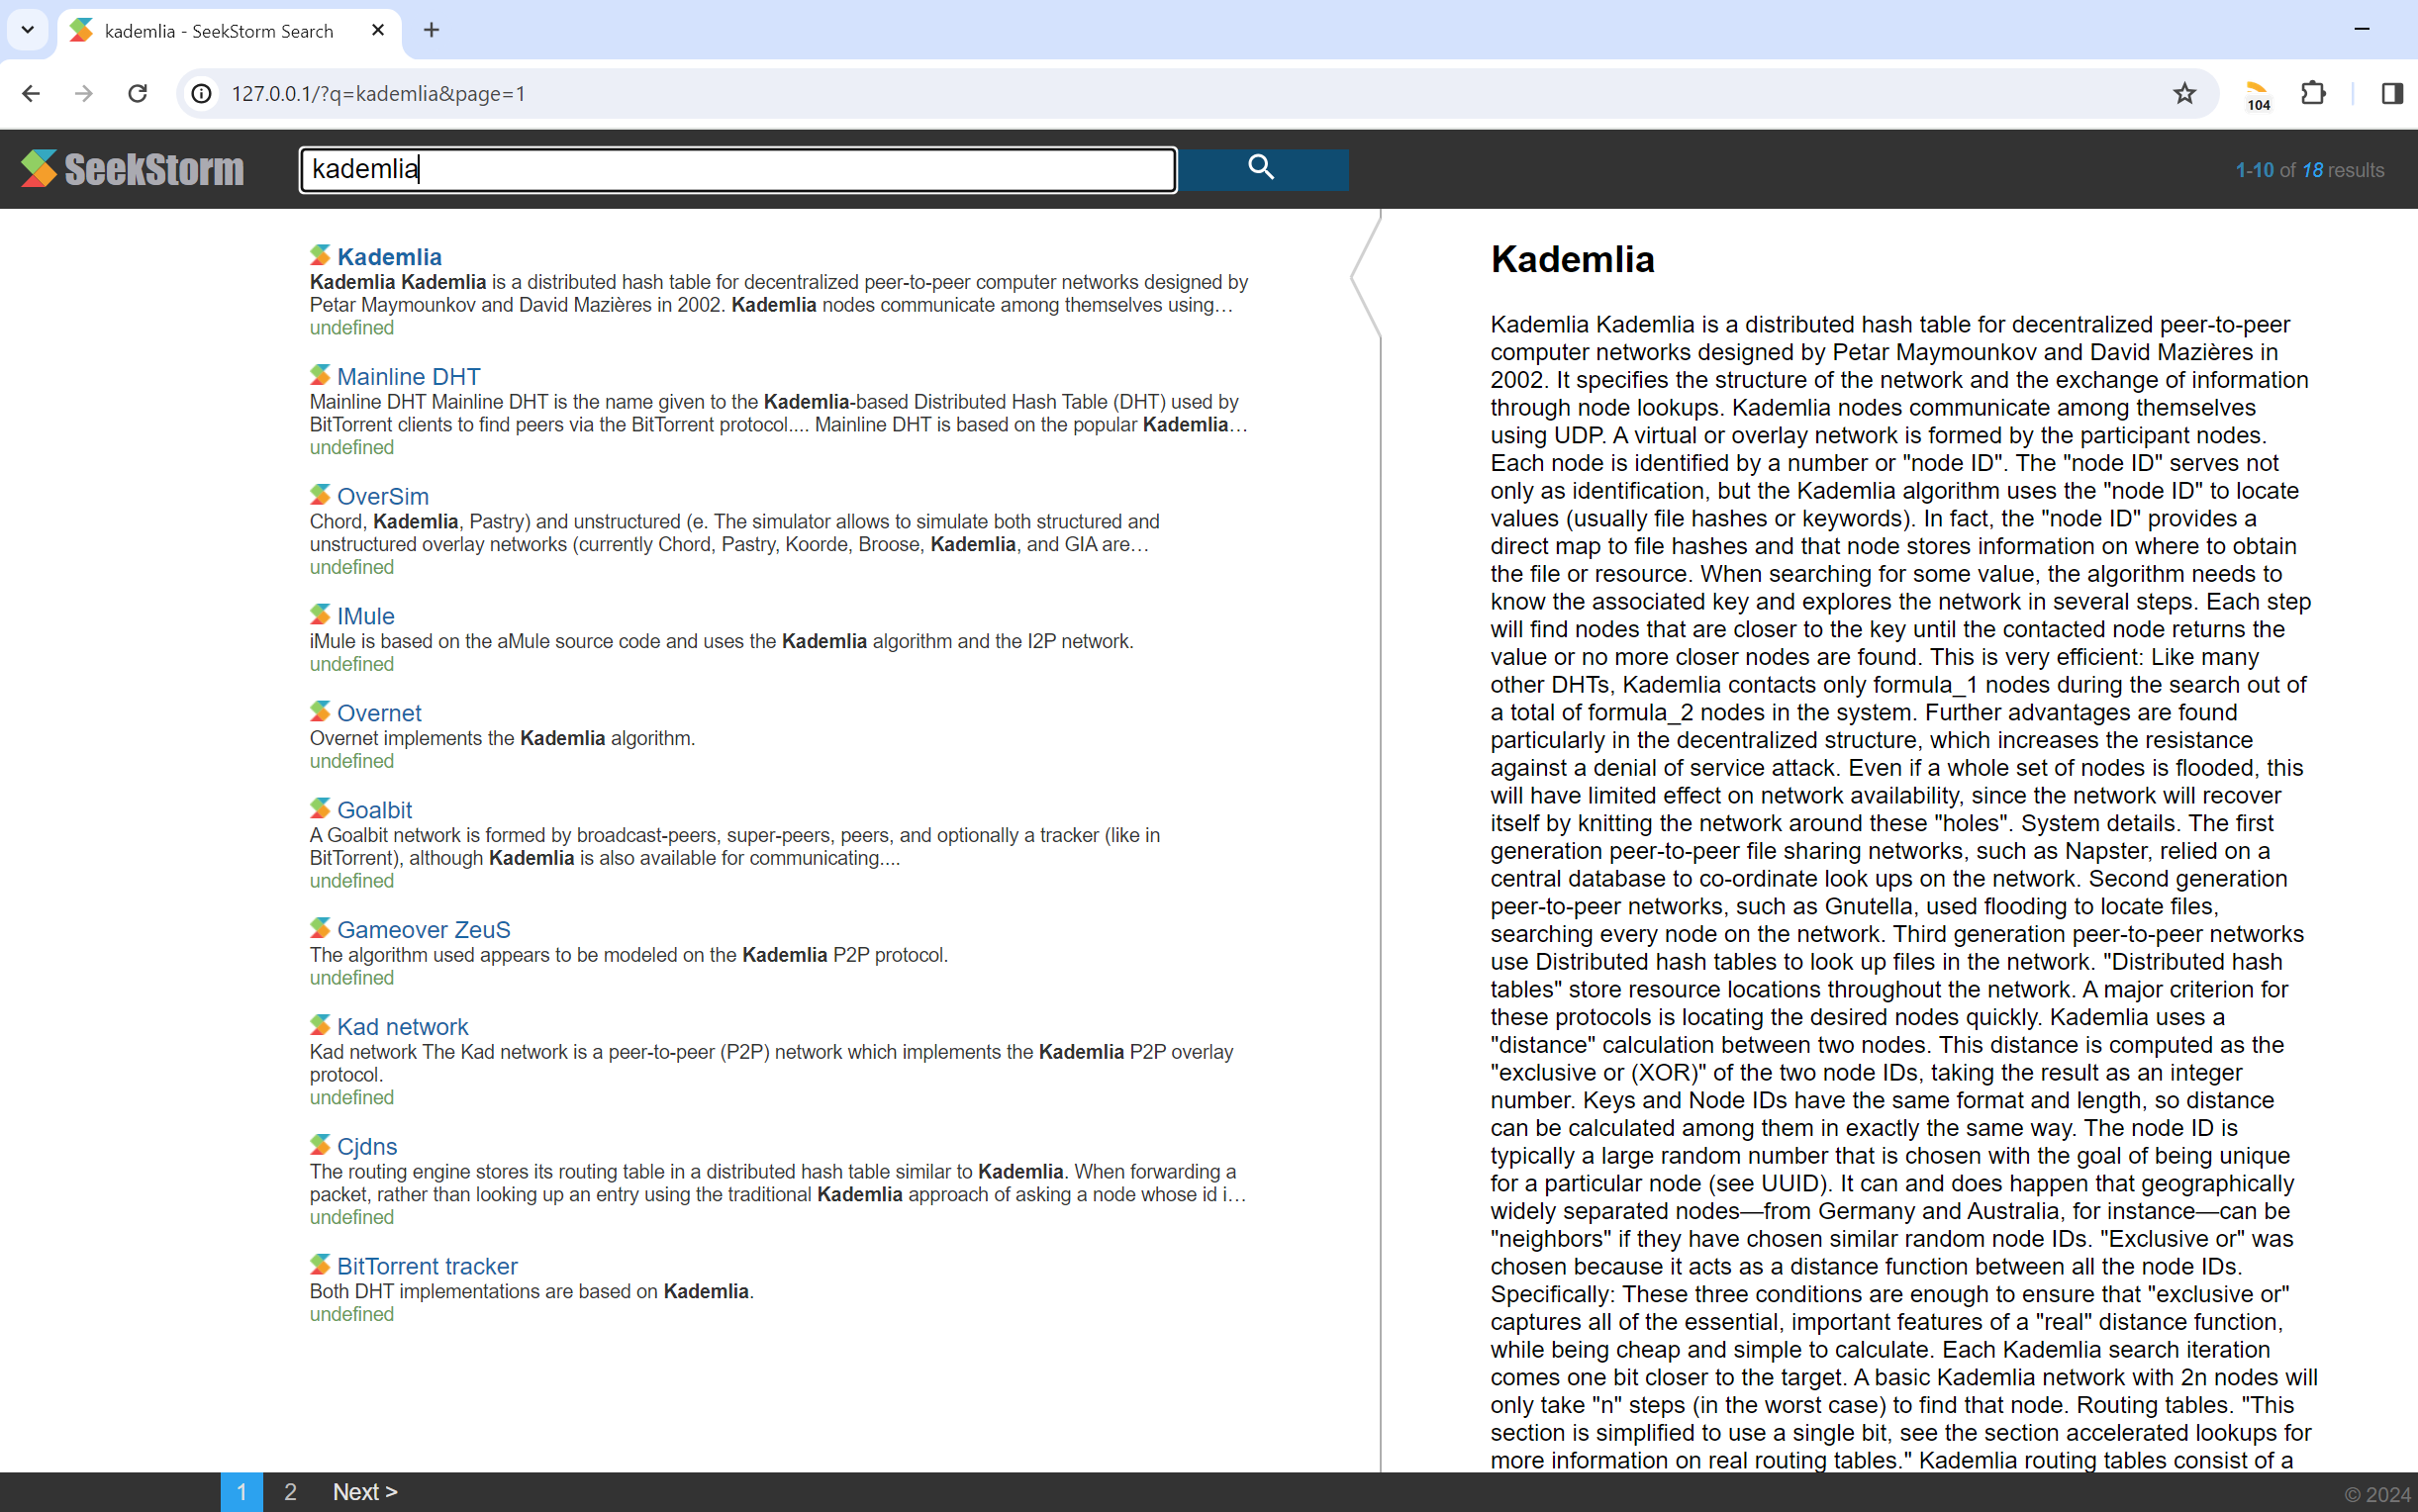 kademlia - SeekStorm Search
127.0.0.1/?q=kademlia&page=1
104
SeekStorm
kademlia
1-10 of 18 results
Kademlia
Kademlia Kademlia is a distributed hash table for decentralized peer-to-peer computer networks designed by
Petar Maymounkov and David Mazières in 2002. Kademlia nodes communicate among themselves using…
undefined
Mainline DHT
Mainline DHT Mainline DHT is the name given to the Kademlia-based Distributed Hash Table (DHT) used by
BitTorrent clients to find peers via the BitTorrent protocol.... Mainline DHT is based on the popular Kademlia…
undefined
OverSim
Chord, Kademlia, Pastry) and unstructured (e. The simulator allows to simulate both structured and
unstructured overlay networks (currently Chord, Pastry, Koorde, Broose, Kademlia, and GIA are…
undefined
IMule
iMule is based on the aMule source code and uses the Kademlia algorithm and the I2P network.
undefined
Overnet
Overnet implements the Kademlia algorithm.
undefined
Goalbit
A Goalbit network is formed by broadcast-peers, super-peers, peers, and optionally a tracker (like in
BitTorrent), although Kademlia is also available for communicating....
undefined
Gameover ZeuS
The algorithm used appears to be modeled on the Kademlia P2P protocol.
undefined
Kad network
Kad network The Kad network is a peer-to-peer (P2P) network which implements the Kademlia P2P overlay
protocol.
undefined
Cjdns
The routing engine stores its routing table in a distributed hash table similar to Kademlia. When forwarding a
packet, rather than looking up an entry using the traditional Kademlia approach of asking a node whose id i…
undefined
BitTorrent tracker
Both DHT implementations are based on Kademlia.
undefined
Kademlia
Kademlia Kademlia is a distributed hash table for decentralized peer-to-peer
computer networks designed by Petar Maymounkov and David Mazières in
2002. It specifies the structure of the network and the exchange of information
through node lookups. Kademlia nodes communicate among themselves
using UDP. A virtual or overlay network is formed by the participant nodes.
Each node is identified by a number or "node ID". The "node ID" serves not
only as identification, but the Kademlia algorithm uses the "node ID" to locate
values (usually file hashes or keywords). In fact, the "node ID" provides a
direct map to file hashes and that node stores information on where to obtain
the file or resource. When searching for some value, the algorithm needs to
know the associated key and explores the network in several steps. Each step
will find nodes that are closer to the key until the contacted node returns the
value or no more closer nodes are found. This is very efficient: Like many
other DHTs, Kademlia contacts only formula_1 nodes during the search out of
a total of formula_2 nodes in the system. Further advantages are found
particularly in the decentralized structure, which increases the resistance
against a denial of service attack. Even if a whole set of nodes is flooded, this
will have limited effect on network availability, since the network will recover
itself by knitting the network around these "holes". System details. The first
generation peer-to-peer file sharing networks, such as Napster, relied on a
central database to co-ordinate look ups on the network. Second generation
peer-to-peer networks, such as Gnutella, used flooding to locate files,
searching every node on the network. Third generation peer-to-peer networks
use Distributed hash tables to look up files in the network. "Distributed hash
tables" store resource locations throughout the network. A major criterion for
these protocols is locating the desired nodes quickly. Kademlia uses a
"distance" calculation between two nodes. This distance is computed as the
"exclusive or (XOR)" of the two node IDs, taking the result as an integer
number. Keys and Node IDs have the same format and length, so distance
can be calculated among them in exactly the same way. The node ID is
typically a large random number that is chosen with the goal of being unique
for a particular node (see UUID). It can and does happen that geographically
widely separated nodes—from Germany and Australia, for instance—can be
"neighbors" if they have chosen similar random node IDs. "Exclusive or" was
chosen because it acts as a distance function between all the node IDs.
Specifically: These three conditions are enough to ensure that "exclusive or"
captures all of the essential, important features of a "real" distance function,
while being cheap and simple to calculate. Each Kademlia search iteration
comes one bit closer to the target. A basic Kademlia network with 2n nodes will
only take "n" steps (in the worst case) to find that node. Routing tables. "This
section is simplified to use a single bit, see the section accelerated lookups for
more information on real routing tables." Kademlia routing tables consist of a
1 2 Next >
© 2024